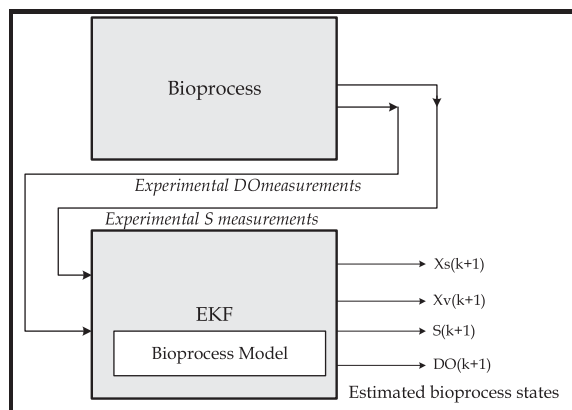 Bioprocess
Experimental DOmeasurements
Experimental S measurements
EKF
Bioprocess Model
Xs(k+1)
Xv(k+1)
S(k+1)
DO(k+1)
Estimated bioprocess states